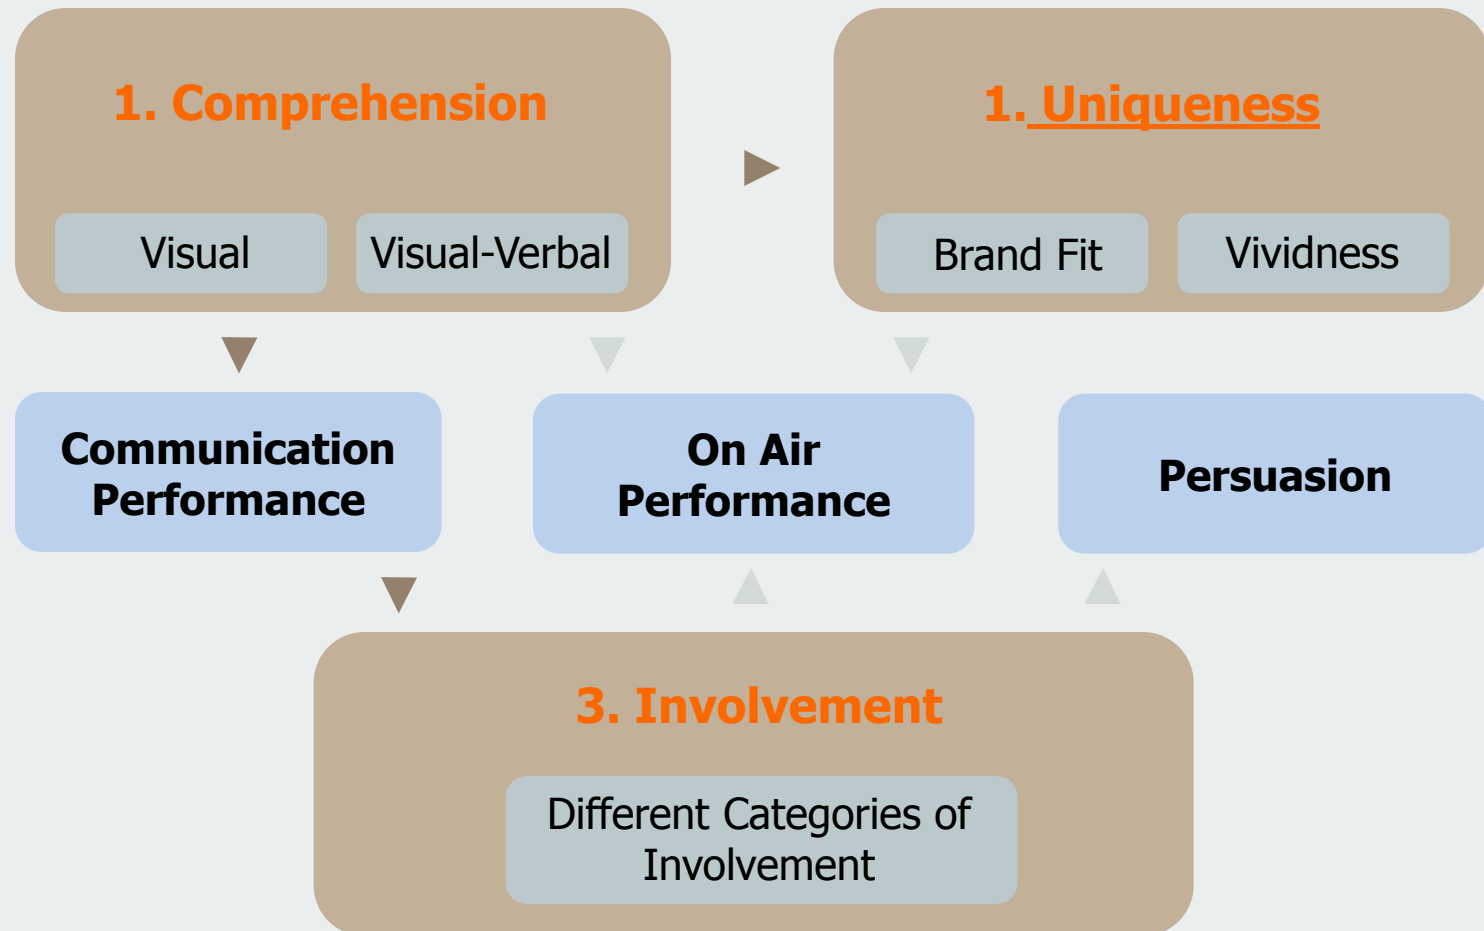 1. Comprehension
Visual
Visual-Verbal
1. Uniqueness
Brand Fit
Vividness
Communication
Performance
On Air
Performance
Persuasion
3. Involvement
Different Categories of
Involvement